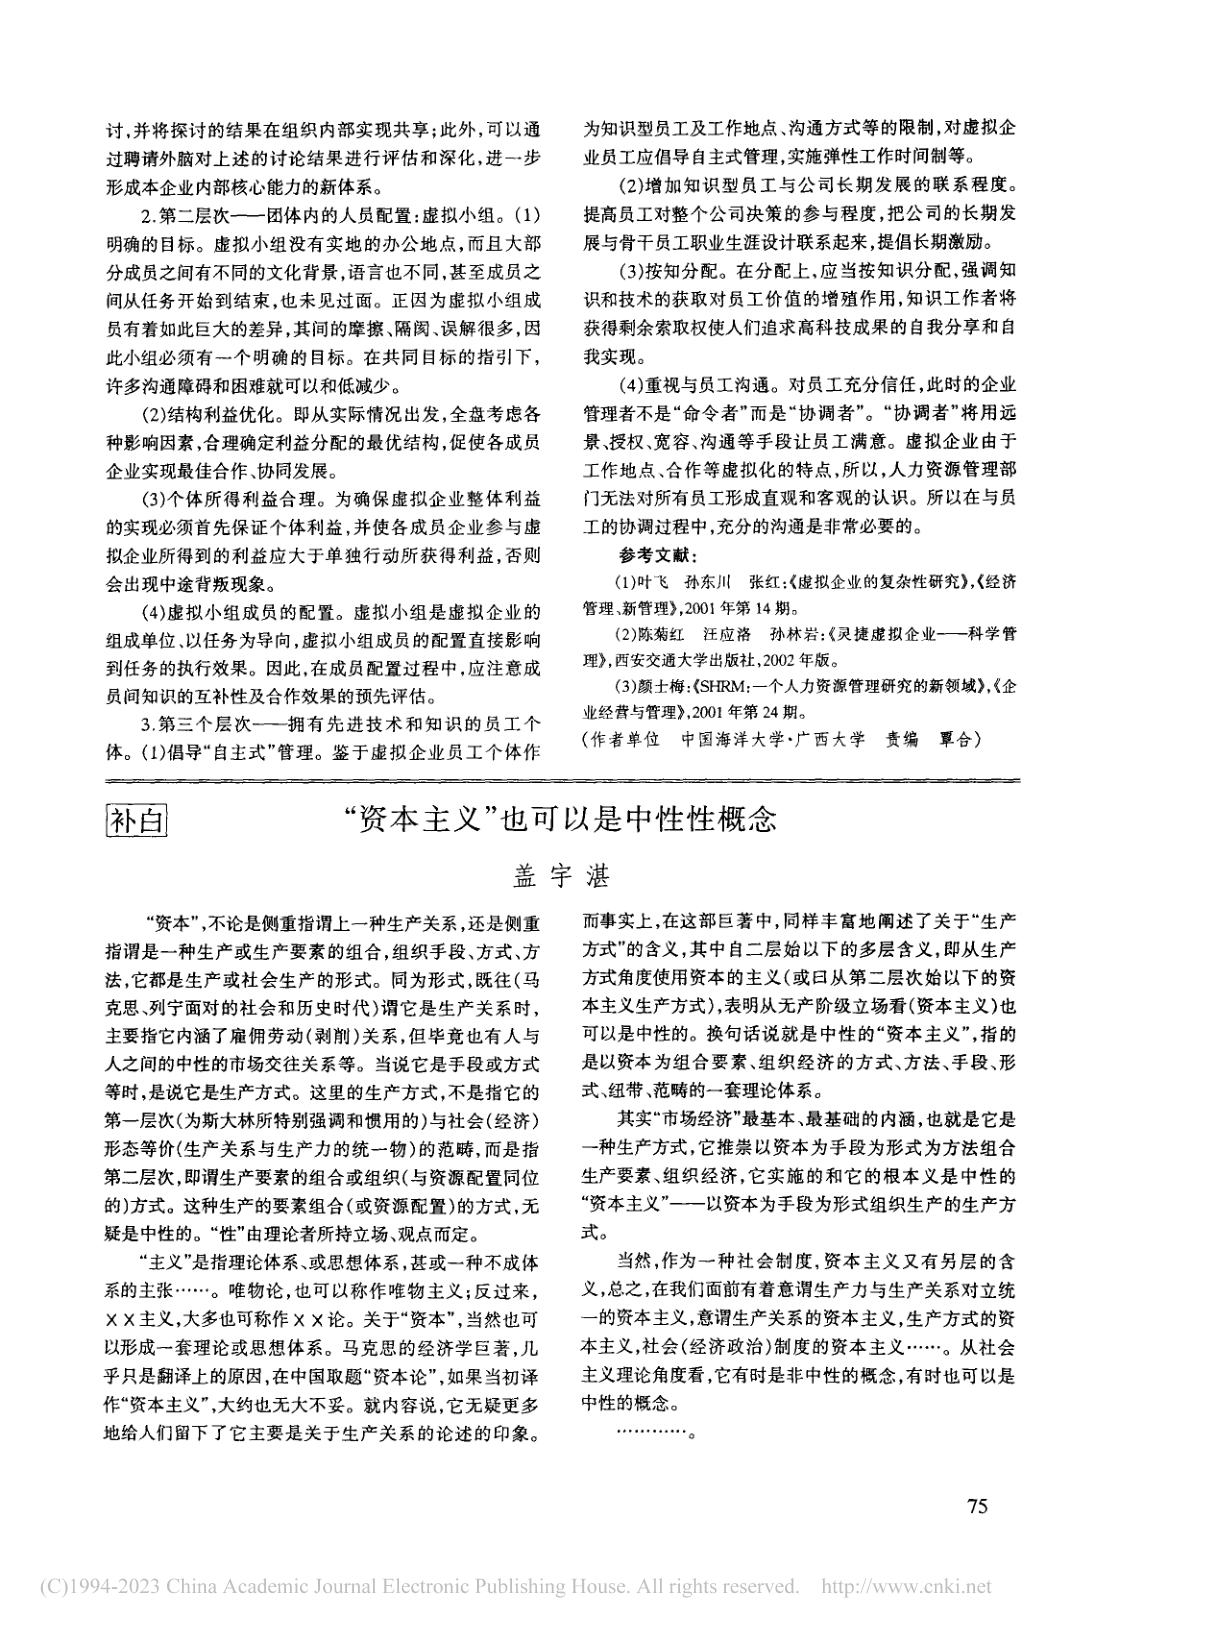 讨,并将探讨的结果在组织内部实现共享;此外,可以通
过聘请外脑对上述的讨论结果进行评估和深化,进一步
形成本企业内部核心能力的新体系。
2.第二层次——团体内的人员配置:虚拟小组。(1)
明确的目标。虚拟小组没有实地的办公地点,而且大部
分成员之间有不同的文化背景,语言也不同,甚至成员之
间从任务开始到结束,也未见过面。正因为虚拟小组成
员有着如此巨大的差异,其间的摩擦、隔阂、误解很多,因
此小组必须有一个明确的目标。在共同目标的指引下,
许多沟通障碍和困难就可以和低减少。
(2)结构利益优化。即从实际情况出发,全盘考虑各
种影响因素,合理确定利益分配的最优结构,促使各成员
企业实现最佳合作、协同发展。
(3)个体所得利益合理。为确保虚拟企业整体利益
的实现必须首先保证个体利益,并使各成员企业参与虚
拟企业所得到的利益应大于单独行动所获得利益,否则
会出现中途背叛现象。
(4)虚拟小组成员的配置。虚拟小组是虚拟企业的
组成单位、以任务为导向,虚拟小组成员的配置直接影响
到任务的执行效果。因此,在成员配置过程中,应注意成
员间知识的互补性及合作效果的预先评估。
3.第三个层次——拥有先进技术和知识的员工个
体。(1)倡导“自主式”管理。鉴于虚拟企业员工个体作
为知识型员工及工作地点、沟通方式等的限制,对虚拟企
业员工应倡导自主式管理,实施弹性工作时间制等。
(2)增加知识型员工与公司长期发展的联系程度。
提高员工对整个公司决策的参与程度,把公司的长期发
展与骨干员工职业生涯设计联系起来,提倡长期激励。
(3)按知分配。在分配上,应当按知识分配,强调知
识和技术的获取对员工价值的增殖作用,知识工作者将
获得剩余索取权使人们追求高科技成果的自我分享和自
我实现。
(4)重视与员工沟通。对员工充分信任,此时的企业
管理者不是“命令者”而是“协调者”。“协调者”将用远
景、授权、宽容、沟通等手段让员工满意。虚拟企业由于
工作地点、合作等虚拟化的特点,所以,人力资源管理部
门无法对所有员工形成直观和客观的认识。所以在与员
工的协调过程中,充分的沟通是非常必要的。
参考文献:
(1)叶飞 孙东川 张红:《虚拟企业的复杂性研究》,《经济
管理、新管理》,2001年第14期。
(2)陈菊红 汪应洛 孙林岩:《灵捷虚拟企业——科学管
理》,西安交通大学出版社,2002年版。
(3)颜士梅:《SHRM:一个人力资源管理研究的新领域》,《企
业经营与管理》,2001年第24期。
(作者单位 中国海洋大学·广西大学 责编 覃合)
补白
“资本主义”也可以是中性性概念
盖宇湛
“资本”,不论是侧重指谓上一种生产关系,还是侧重
指谓是一种生产或生产要素的组合,组织手段、方式、方
法,它都是生产或社会生产的形式。同为形式,既往(马
克思、列宁面对的社会和历史时代)谓它是生产关系时,
主要指它内涵了雇佣劳动(剥削)关系,但毕竟也有人与
人之间的中性的市场交往关系等。当说它是手段或方式
等时,是说它是生产方式。这里的生产方式,不是指它的
第一层次(为斯大林所特别强调和惯用的)与社会(经济)
形态等价(生产关系与生产力的统一物)的范畴,而是指
第二层次,即谓生产要素的组合或组织(与资源配置同位
的)方式。这种生产的要素组合(或资源配置)的方式,无
疑是中性的。“性”由理论者所持立场、观点而定。
“主义”是指理论体系、或思想体系,甚或一种不成体
系的主张……。唯物论,也可以称作唯物主义;反过来,
××主义,大多也可称作××论。关于“资本”,当然也可
以形成一套理论或思想体系。马克思的经济学巨著,几
乎只是翻译上的原因,在中国取题“资本论”,如果当初译
作“资本主义”,大约也无大不妥。就内容说,它无疑更多
地给人们留下了它主要是关于生产关系的论述的印象。
而事实上,在这部巨著中,同样丰富地阐述了关于“生产
方式”的含义,其中自二层始以下的多层含义,即从生产
方式角度使用资本的主义(或曰从第二层次始以下的资
本主义生产方式),表明从无产阶级立场看(资本主义)也
可以是中性的。换句话说就是中性的“资本主义”,指的
是以资本为组合要素、组织经济的方式、方法、手段、形
式、纽带、范畴的一套理论体系。
其实“市场经济”最基本、最基础的内涵,也就是它是
一种生产方式,它推崇以资本为手段为形式为方法组合
生产要素、组织经济,它实施的和它的根本义是中性的
“资本主义”——以资本为手段为形式组织生产的生产方
式。
当然,作为一种社会制度,资本主义又有另层的含
义,总之,在我们面前有着意谓生产力与生产关系对立统
一的资本主义,意谓生产关系的资本主义,生产方式的资
本主义,社会(经济政治)制度的资本主义……。从社会
主义理论角度看,它有时是非中性的概念,有时也可以是
中性的概念。
…………。
75
(C)1994-2023 China Academic Journal Electronic Publishing House. All rights reserved. http://www.cnki.net